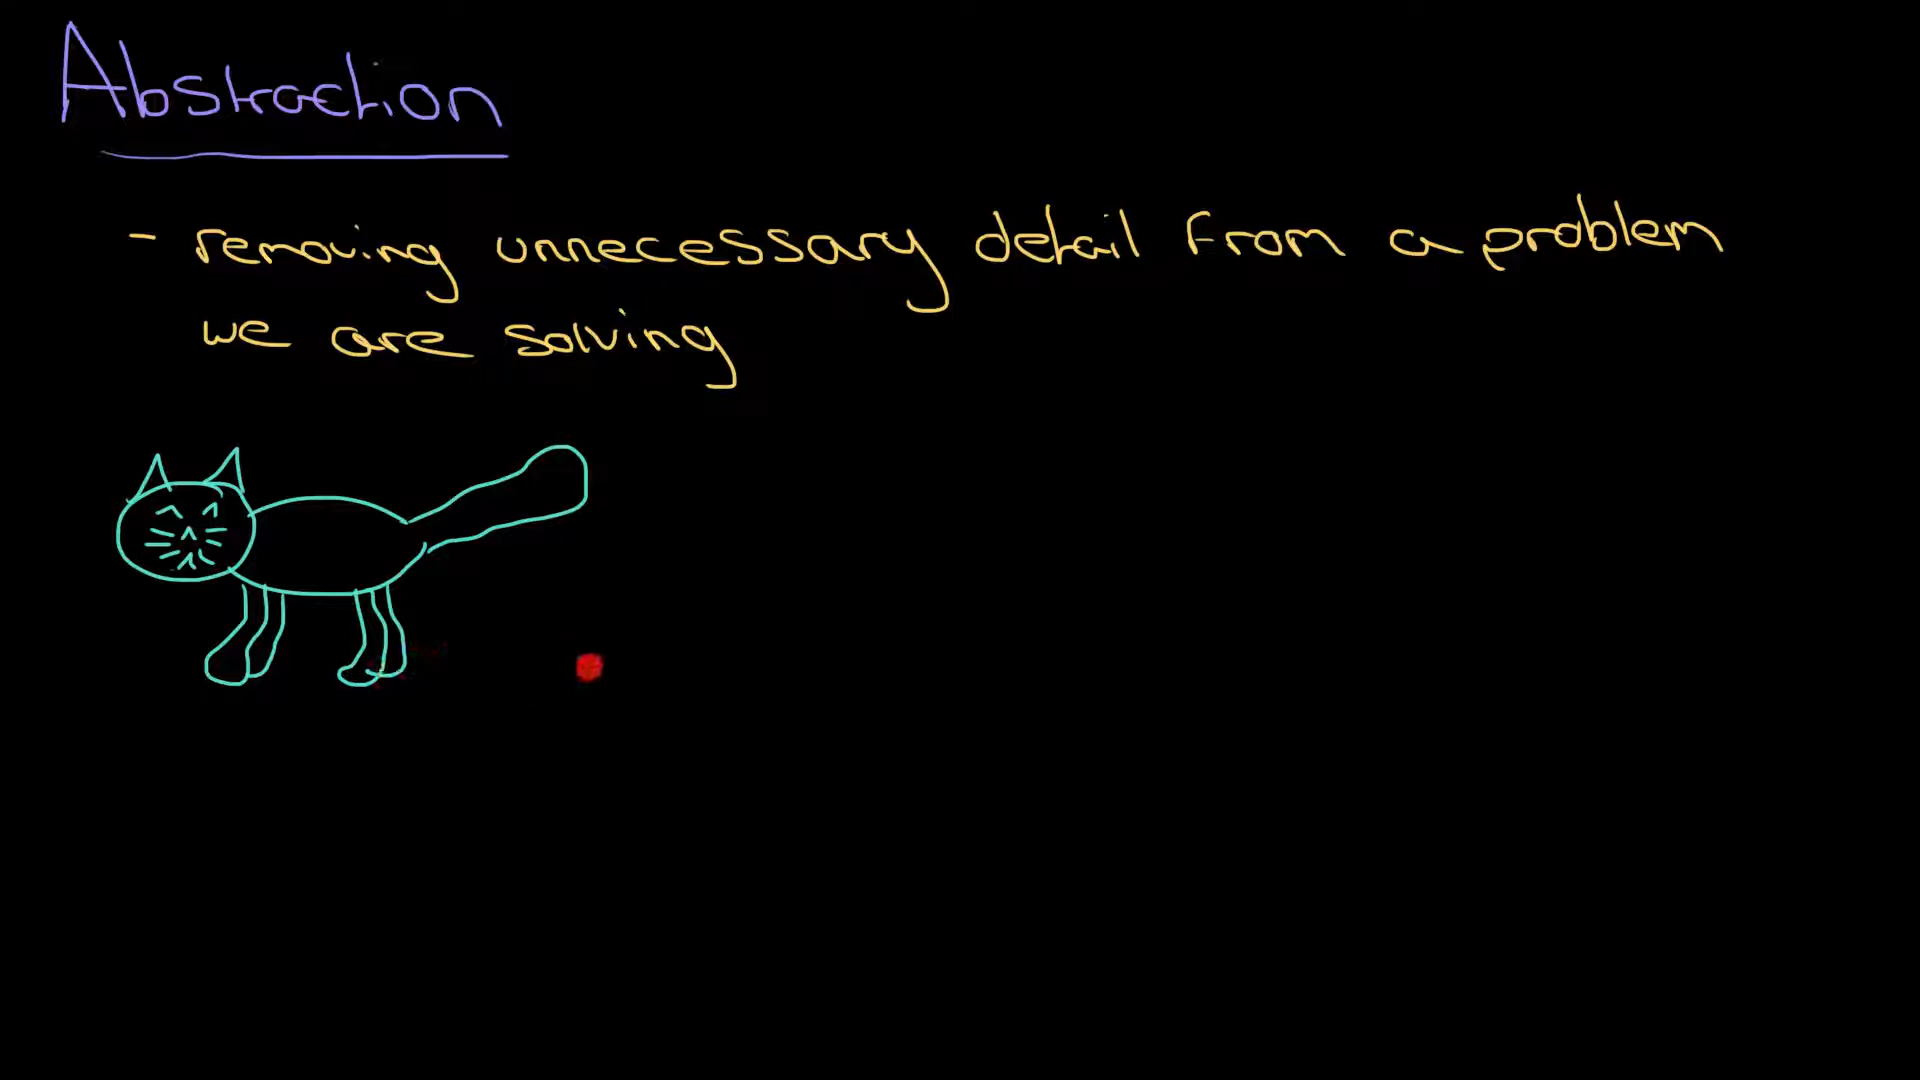 Abstraction
- removing unnecessary detail from a problem
we are solving